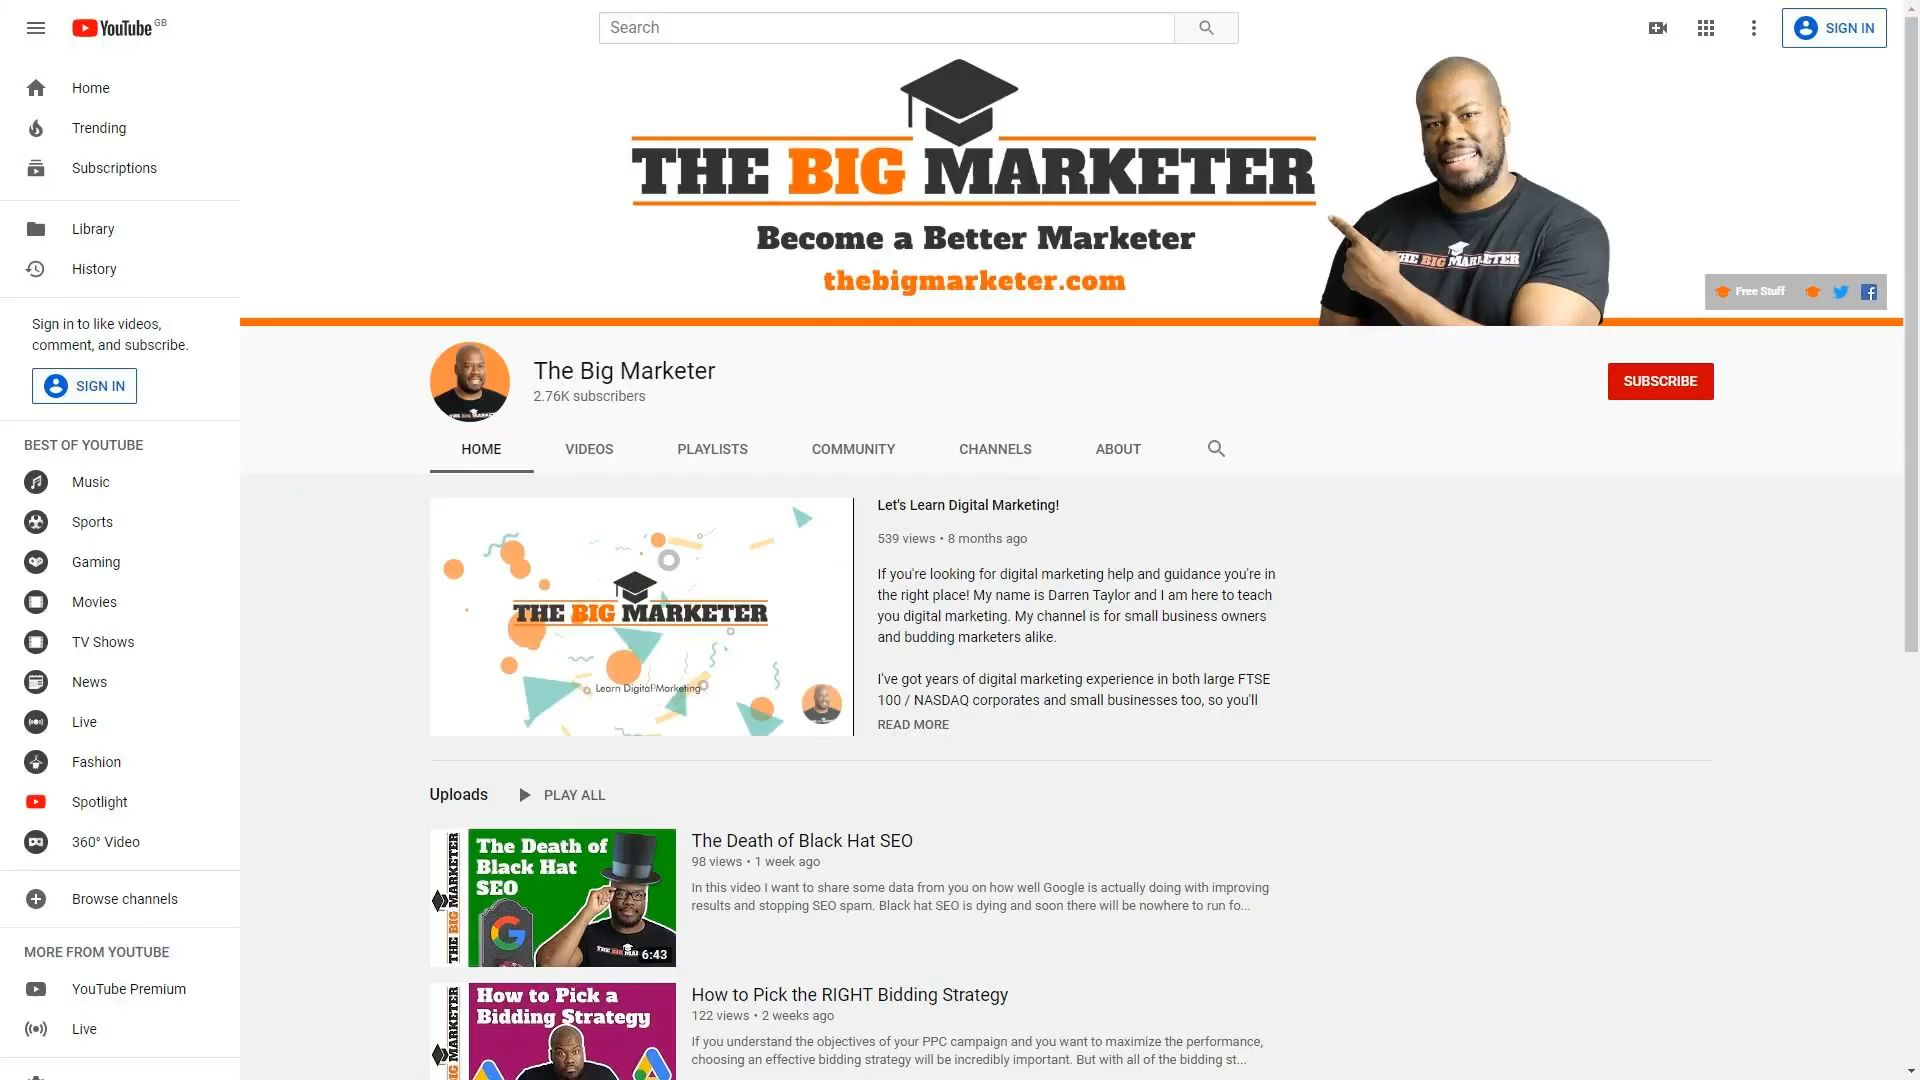 YouTube GB
Search
SIGN IN
Home
Trending
Subscriptions
Library
History
Sign in to like videos,
comment, and subscribe.
SIGN IN
BEST OF YOUTUBE
Music
Sports
Gaming
Movies
TV Shows
News
Live
Fashion
Spotlight
360° Video
Browse channels
MORE FROM YOUTUBE
YouTube Premium
Live
THE BIG MARKETER
Become a Better Marketer
thebigmarketer.com
THE BIG MARKETER
Free Stuff
The Big Marketer
2.76K subscribers
SUBSCRIBE
HOME VIDEOS PLAYLISTS COMMUNITY CHANNELS ABOUT
THE BIG MARKETER
Learn Digital Marketing
Let's Learn Digital Marketing!
539 views • 8 months ago
If you're looking for digital marketing help and guidance you're in
the right place! My name is Darren Taylor and I am here to teach
you digital marketing. My channel is for small business owners
and budding marketers alike.
I've got years of digital marketing experience in both large FTSE
100 / NASDAQ corporates and small businesses too, so you'll
READ MORE
Uploads PLAY ALL
THE BIG MARKETER
The Death of
Black Hat
SEO
6:43
The Death of Black Hat SEO
98 views • 1 week ago
In this video I want to share some data from you on how well Google is actually doing with improving
results and stopping SEO spam. Black hat SEO is dying and soon there will be nowhere to run fo...
MARKETER
How to Pick a
Bidding Strategy
How to Pick the RIGHT Bidding Strategy
122 views • 2 weeks ago
If you understand the objectives of your PPC campaign and you want to maximize the performance,
choosing an effective bidding strategy will be incredibly important. But with all of the bidding st...